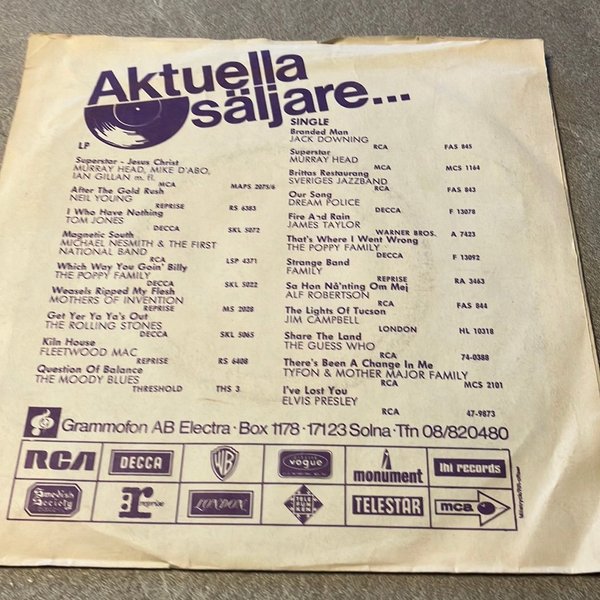 Aktuella
säljare...
LP
Superstar - Jesus Christ
MURRAY HEAD, MIKE D'ABO,
IAN GILLAN m. fl.
MCA MAPS 2075/6
After The Gold Rush
NEIL YOUNG
REPRISE RS 6383
I Who Have Nothing
TOM JONES
DECCA SKL 5072
Magnetic South
MICHAEL NESMITH & THE FIRST
NATIONAL BAND
RCA LSP 4371
Which Way You Goin' Billy
THE POPPY FAMILY
DECCA SKL 5022
Weasels Ripped My Flesh
MOTHERS OF INVENTION
REPRISE MS 2028
Get Yer Ya Ya's Out
THE ROLLING STONES
DECCA SKL 5065
Kiln House
FLEETWOOD MAC
REPRISE RS 6408
Question Of Balance
THE MOODY BLUES
THRESHOLD THS 3
SINGLE
Branded Man
JACK DOWNING
RCA FAS 845
Superstar
MURRAY HEAD
MCA MCS 1164
Brittas Restaurang
SVERIGES JAZZBAND
RCA FAS 843
Our Song
DREAM POLICE
DECCA F 13078
Fire And Rain
JAMES TAYLOR
WARNER BROS. A 7423
That's Where I Went Wrong
THE POPPY FAMILY
DECCA F 13092
Strange Band
FAMILY
REPRISE RA 3463
Sa Hon Nå'nting Om Mej
ALF ROBERTSON
RCA FAS 844
The Lights Of Tucson
JIM CAMPBELL
LONDON HL 10318
Share The Land
THE GUESS WHO
RCA 74-0388
There's Been A Change In Me
TYFON & MOTHER MAJOR FAMILY
RCA MCS 2101
I've Lost You
ELVIS PRESLEY
RCA 47-9873
Grammofon AB Electra · Box 1178 · 17123 Solna · Tfn 08/820480
RCA DECCA WB vogue monument lhi records
Swedish Society reprise LONDON TELEFUNKEN TELESTAR mca